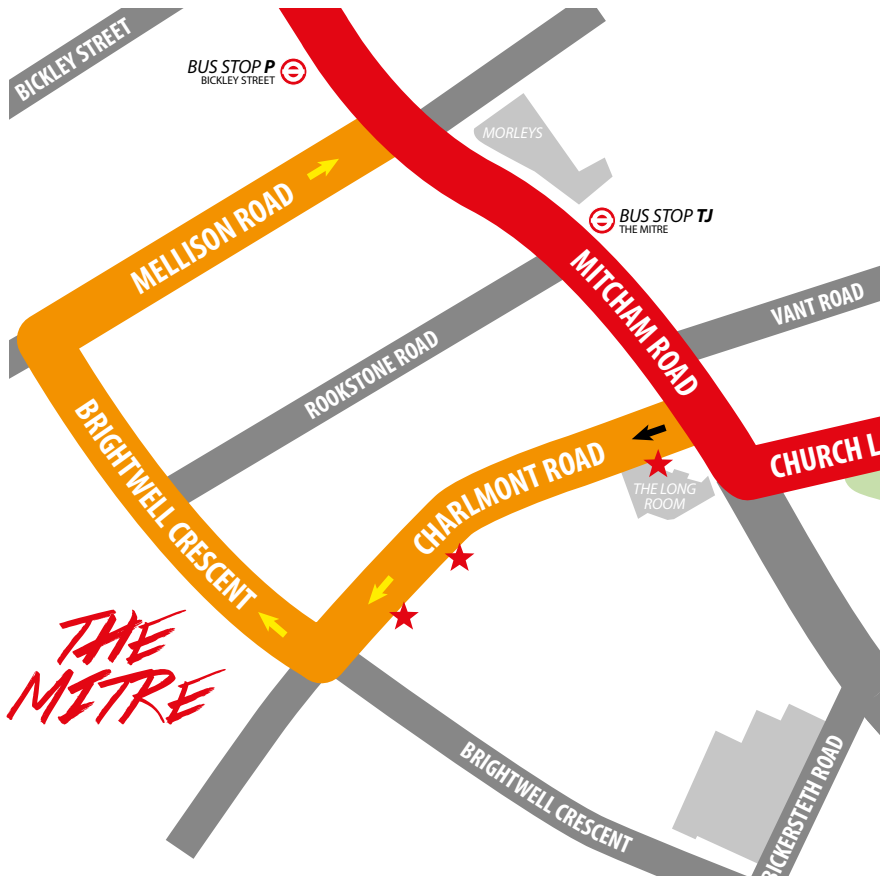 BICKLEY STREET
BUS STOP P
BICKLEY STREET
MORLEYS
MELLISON ROAD
BUS STOP TJ
THE MITRE
MITCHAM ROAD
VANT ROAD
ROOKSTONE ROAD
BRIGHTWELL CRESCENT
CHARLMONT ROAD
CHURCH L
THE LONG
ROOM
THE
MITRE
BRIGHTWELL CRESCENT
BICKERSTETH ROAD